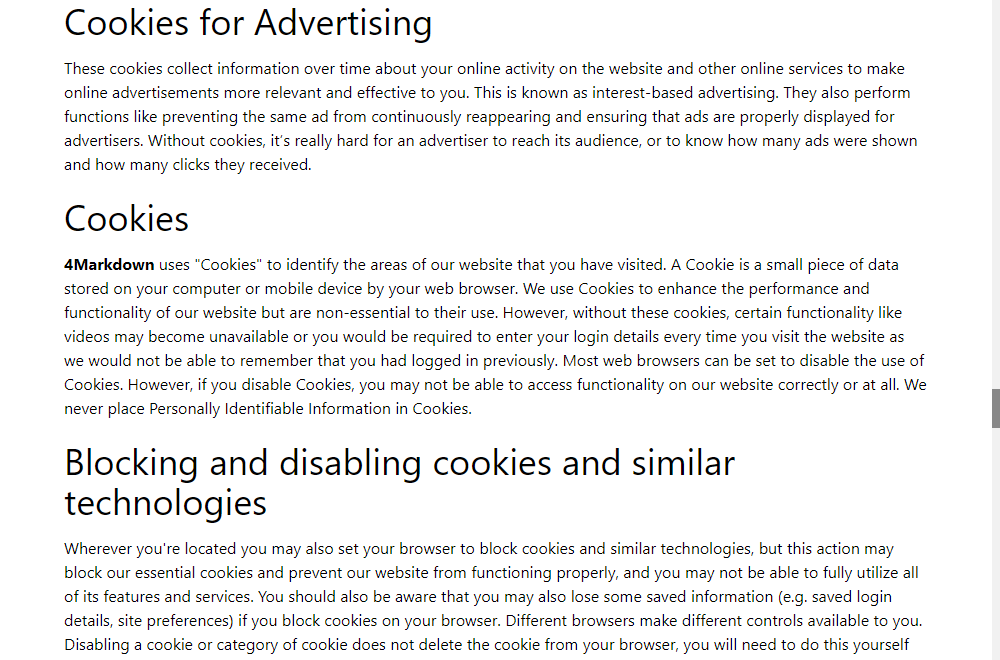 Cookies for Advertising
These cookies collect information over time about your online activity on the website and other online services to make
online advertisements more relevant and effective to you. This is known as interest-based advertising. They also perform
functions like preventing the same ad from continuously reappearing and ensuring that ads are properly displayed for
advertisers. Without cookies, it’s really hard for an advertiser to reach its audience, or to know how many ads were shown
and how many clicks they received.
Cookies
4Markdown uses "Cookies" to identify the areas of our website that you have visited. A Cookie is a small piece of data
stored on your computer or mobile device by your web browser. We use Cookies to enhance the performance and
functionality of our website but are non-essential to their use. However, without these cookies, certain functionality like
videos may become unavailable or you would be required to enter your login details every time you visit the website as
we would not be able to remember that you had logged in previously. Most web browsers can be set to disable the use of
Cookies. However, if you disable Cookies, you may not be able to access functionality on our website correctly or at all. We
never place Personally Identifiable Information in Cookies.
Blocking and disabling cookies and similar
technologies
Wherever you're located you may also set your browser to block cookies and similar technologies, but this action may
block our essential cookies and prevent our website from functioning properly, and you may not be able to fully utilize all
of its features and services. You should also be aware that you may also lose some saved information (e.g. saved login
details, site preferences) if you block cookies on your browser. Different browsers make different controls available to you.
Disabling a cookie or category of cookie does not delete the cookie from your browser, you will need to do this yourself